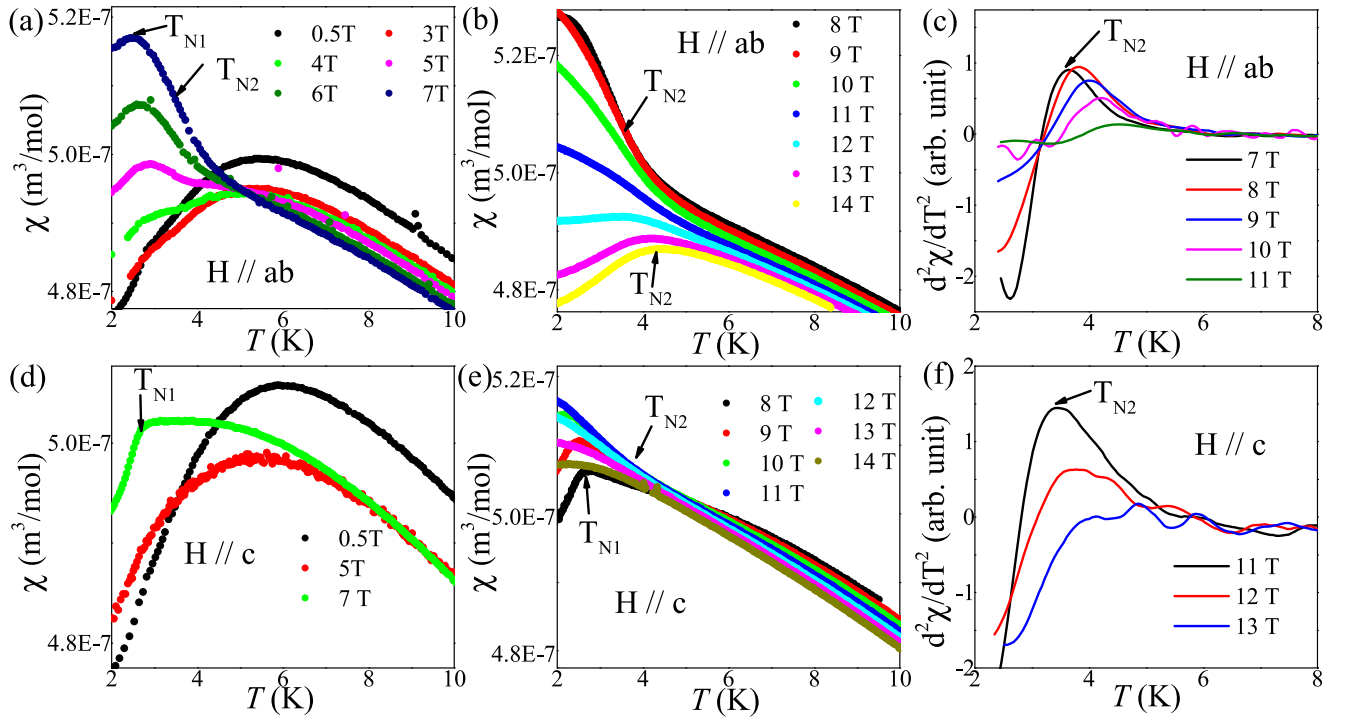 (a)
5.2E-7
5.0E-7
4.8E-7
χ (m³/mol)
T_N1
T_N2
0.5T 3T
4T 5T
6T 7T
H // ab
2 4 6 8 10
T (K)
(b)
5.2E-7
5.0E-7
4.8E-7
χ (m³/mol)
H // ab
8 T
9 T
10 T
11 T
12 T
13 T
14 T
T_N2
T_N2
2 4 6 8 10
T (K)
(c)
1
0
-1
-2
d²χ/dT² (arb. unit)
T_N2
H // ab
7 T
8 T
9 T
10 T
11 T
2 4 6 8
T (K)
(d)
5.0E-7
4.8E-7
χ (m³/mol)
T_N1
H // c
0.5T
5T
7 T
2 4 6 8 10
T (K)
(e)
5.2E-7
5.0E-7
4.8E-7
χ (m³/mol)
8 T 12 T
9 T 13 T
10 T 14 T
11 T
T_N2
T_N1
H // c
2 4 6 8 10
T (K)
(f)
2
1
0
-1
-2
d²χ/dT² (arb. unit)
T_N2
H // c
11 T
12 T
13 T
2 4 6 8
T (K)